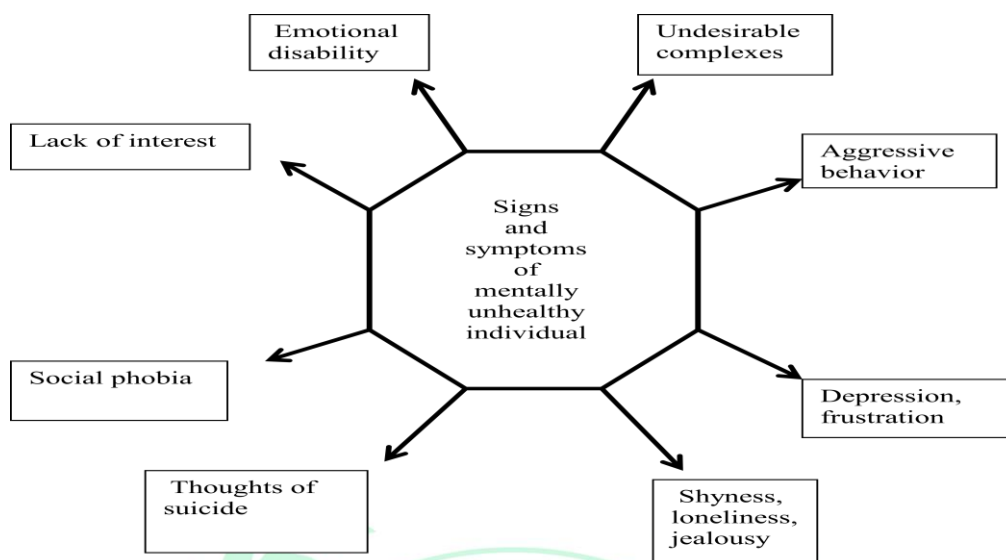 Emotional
disability
Undesirable
complexes
Lack of interest
Aggressive
behavior
Signs
and
symptoms
of
mentally
unhealthy
individual
Social phobia
Depression,
frustration
Thoughts of
suicide
Shyness,
loneliness,
jealousy